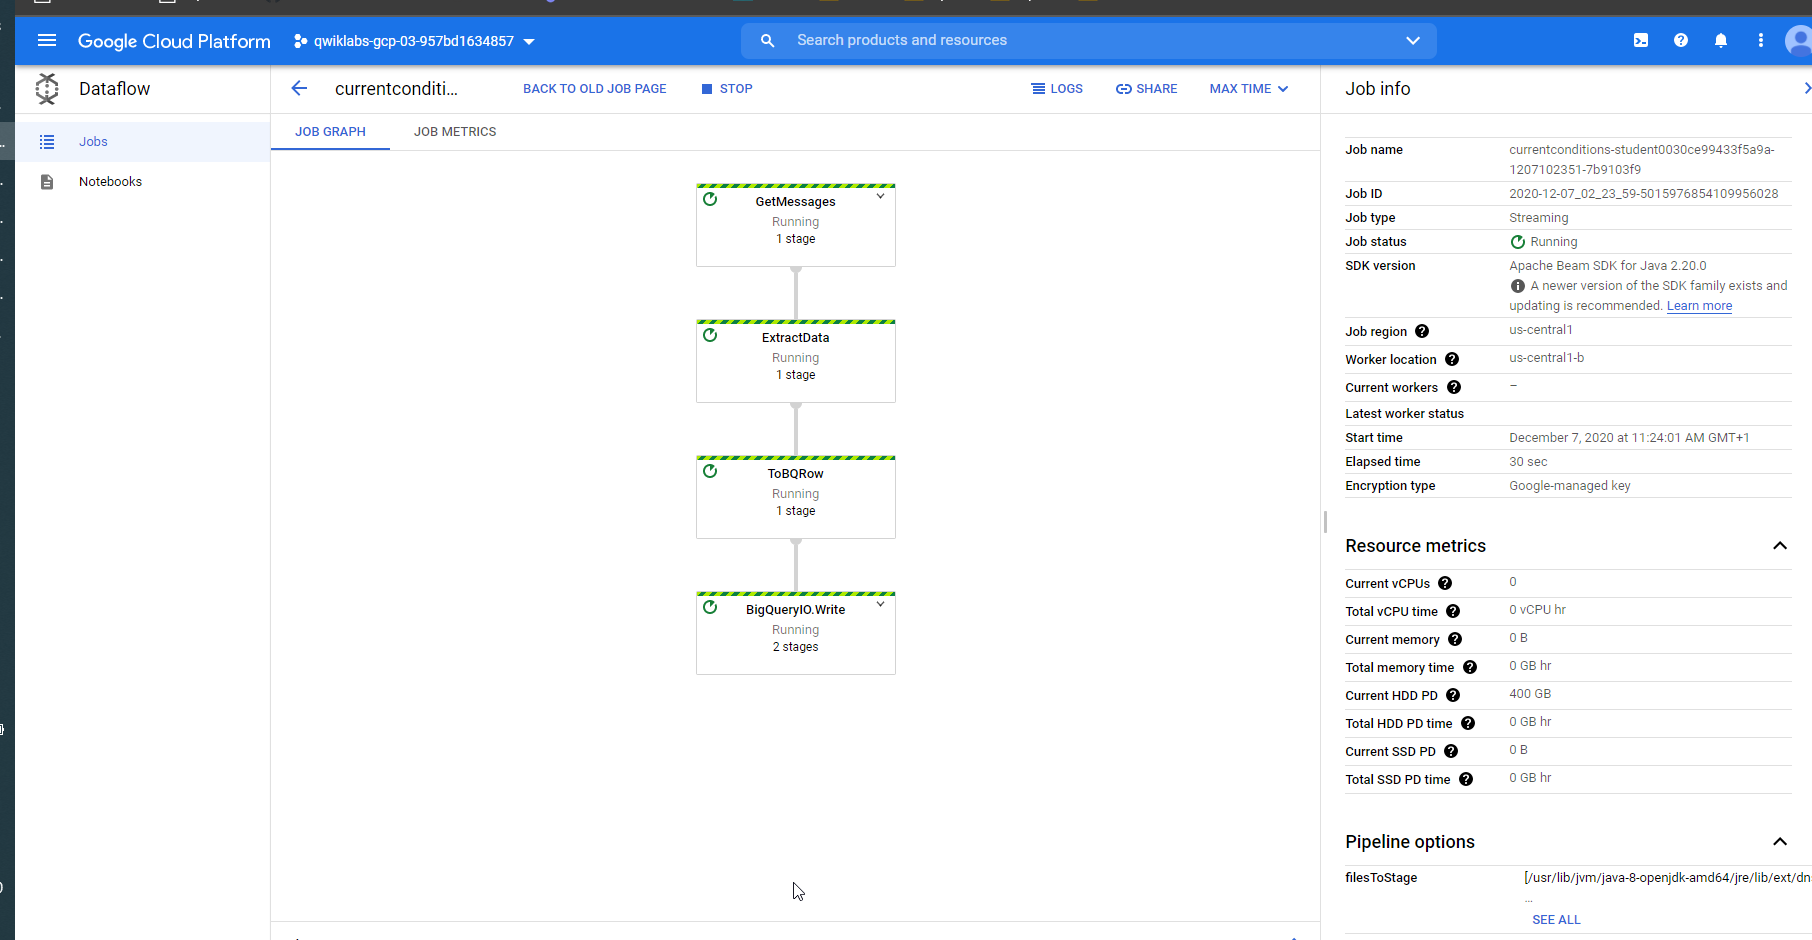 Google Cloud Platform
qwiklabs-gcp-03-957bd1634857
Search products and resources
Dataflow
currentconditi...
BACK TO OLD JOB PAGE
STOP
LOGS
SHARE
MAX TIME
Job info
Jobs
Notebooks
JOB GRAPH
JOB METRICS
GetMessages
Running
1 stage
ExtractData
Running
1 stage
ToBQRow
Running
1 stage
BigQueryIO.Write
Running
2 stages
Job name currentconditions-student0030ce99433f5a9a-
1207102351-7b9103f9
Job ID 2020-12-07_02_23_59-5015976854109956028
Job type Streaming
Job status Running
SDK version Apache Beam SDK for Java 2.20.0
A newer version of the SDK family exists and
updating is recommended. Learn more
Job region us-central1
Worker location us-central1-b
Current workers –
Latest worker status
Start time December 7, 2020 at 11:24:01 AM GMT+1
Elapsed time 30 sec
Encryption type Google-managed key
Resource metrics
Current vCPUs 0
Total vCPU time 0 vCPU hr
Current memory 0 B
Total memory time 0 GB hr
Current HDD PD 400 GB
Total HDD PD time 0 GB hr
Current SSD PD 0 B
Total SSD PD time 0 GB hr
Pipeline options
filesToStage [/usr/lib/jvm/java-8-openjdk-amd64/jre/lib/ext/dn
...
SEE ALL